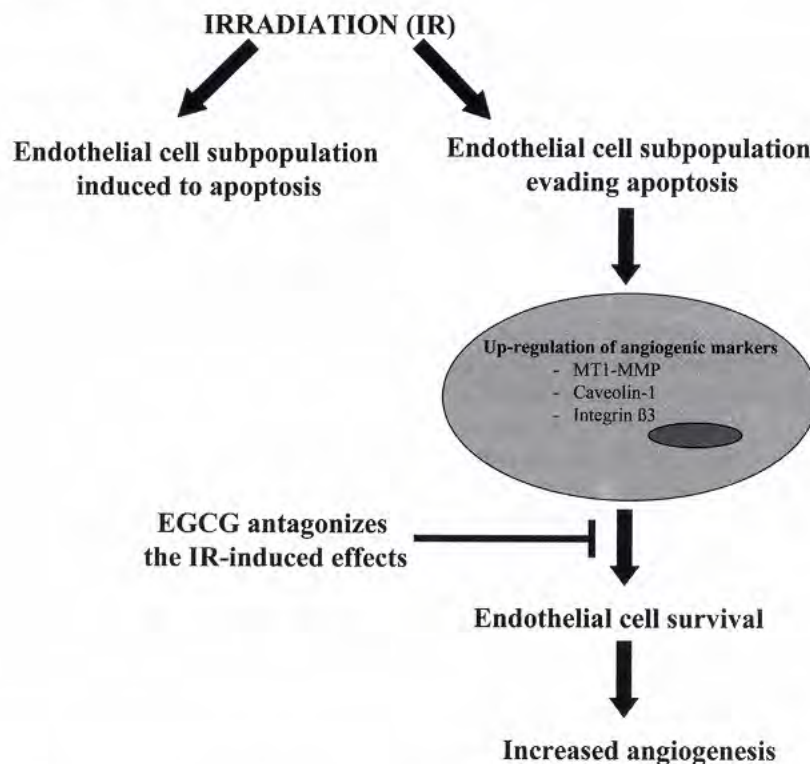 IRRADIATION (IR)
Endothelial cell subpopulation
induced to apoptosis
Endothelial cell subpopulation
evading apoptosis
Up-regulation of angiogenic markers
- MT1-MMP
- Caveolin-1
- Integrin ß3
EGCG antagonizes
the IR-induced effects
Endothelial cell survival
Increased angiogenesis